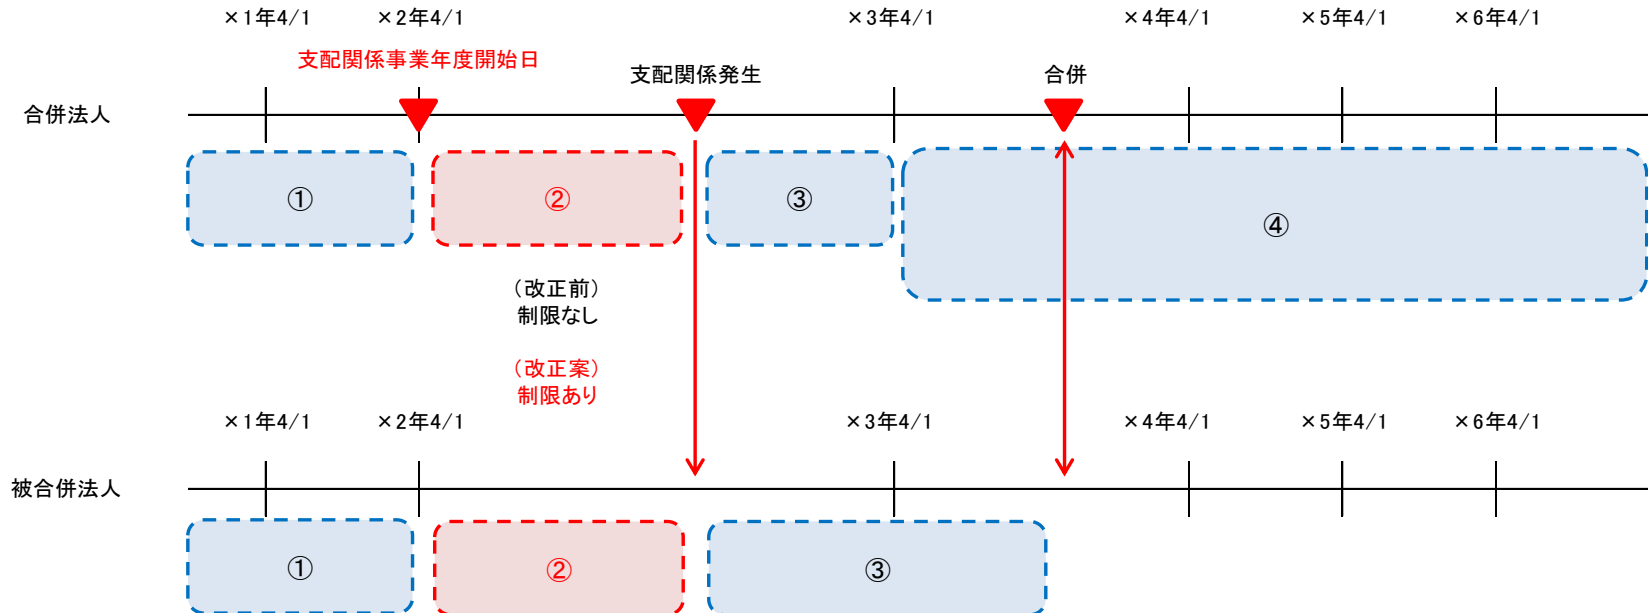 ×1年4/1
×2年4/1
×3年4/1
×4年4/1
×5年4/1
×6年4/1
支配関係事業年度開始日
支配関係発生
合併
合併法人
①
②
③
④
（改正前）
制限なし
（改正案）
制限あり
×1年4/1
×2年4/1
×3年4/1
×4年4/1
×5年4/1
×6年4/1
被合併法人
①
②
③